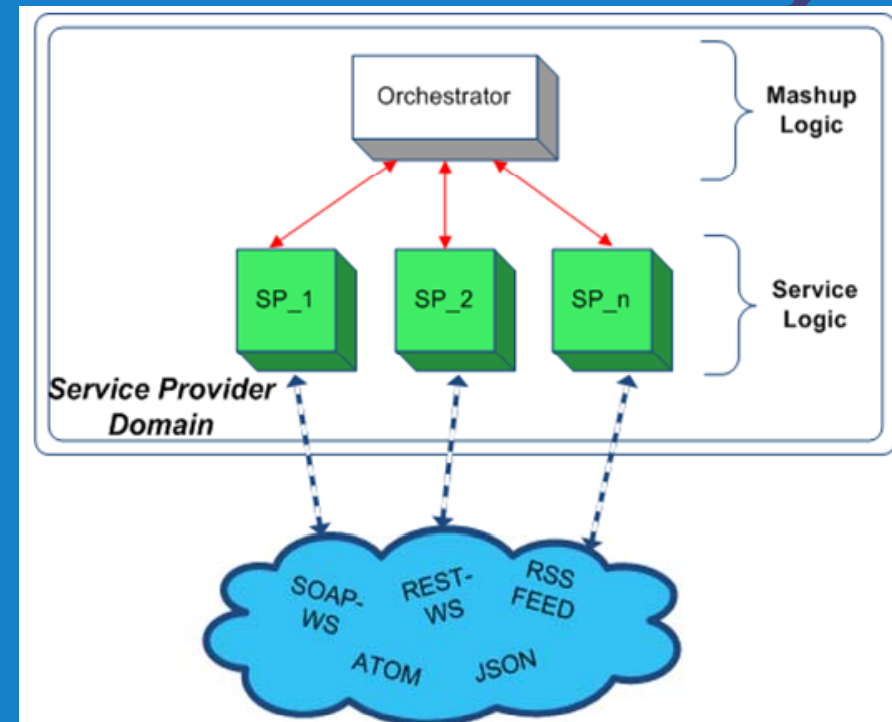 Orchestrator
Mashup
Logic
SP_1
SP_2
SP_n
Service
Logic
Service Provider
Domain
SOAP-
WS
REST-
WS
RSS
FEED
ATOM
JSON